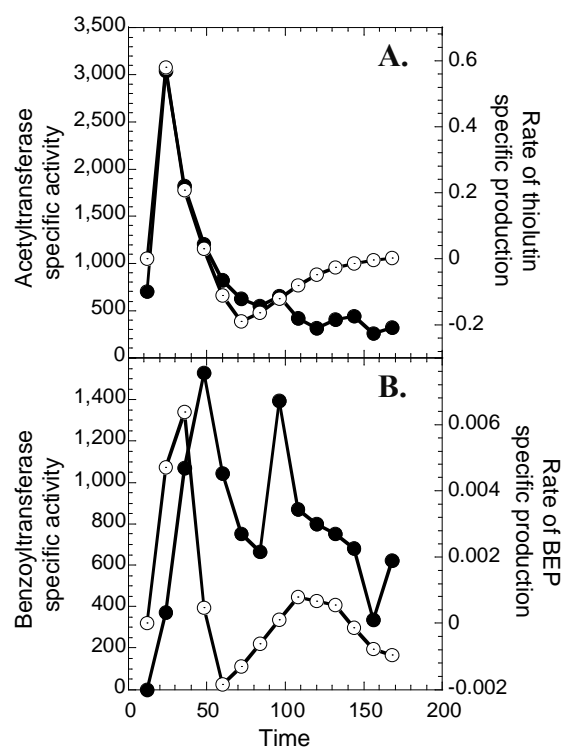 A.
3,500
3,000
2,500
2,000
1,500
1,000
500
0
Acetyltransferase
specific activity
0.6
0.4
0.2
0
-0.2
Rate of thiolutin
specific production
B.
1,400
1,200
1,000
800
600
400
200
0
Benzoyltransferase
specific activity
0.006
0.004
0.002
0
-0.002
Rate of BEP
specific production
0
50
100
150
200
Time